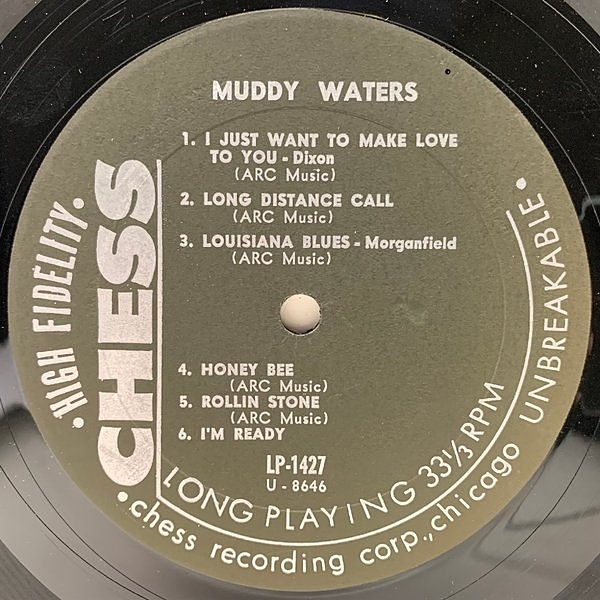 MUDDY WATERS
1. I JUST WANT TO MAKE LOVE
TO YOU - Dixon
(ARC Music)
2. LONG DISTANCE CALL
(ARC Music)
3. LOUISIANA BLUES - Morganfield
(ARC Music)
4. HONEY BEE
(ARC Music)
5. ROLLIN STONE
(ARC Music)
6. I'M READY
LP-1427
U - 8646
LONG PLAYING 33⅓ RPM
CHESS
• HIGH FIDELITY •
• chess recording corp., chicago UNBREAKABLE •